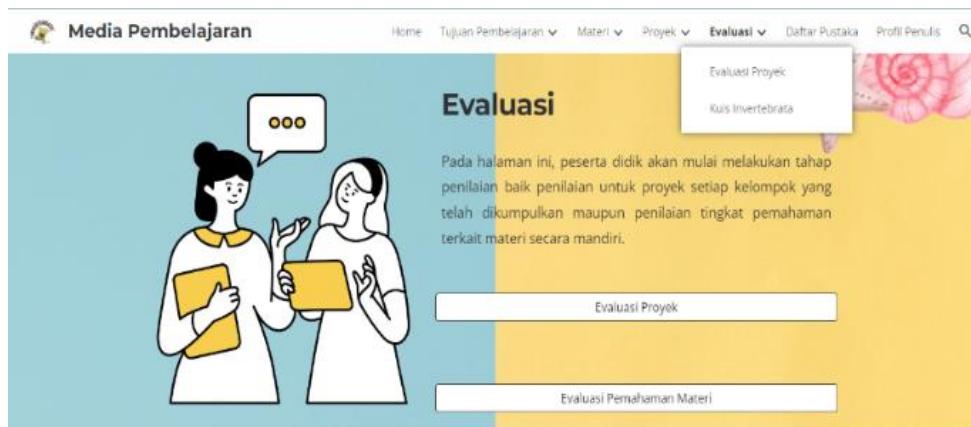 Media Pembelajaran
Home Tujuan Pembelajaran Materi Proyek Evaluasi Daftar Pustaka Profil Penulis
Evaluasi Proyek
Kuis Invertebrata
Evaluasi
Pada halaman ini, peserta didik akan mulai melakukan tahap
penilaian baik penilaian untuk proyek setiap kelompok yang
telah dikumpulkan maupun penilaian tingkat pemahaman
terkait materi secara mandiri.
Evaluasi Proyek
Evaluasi Pemahaman Materi